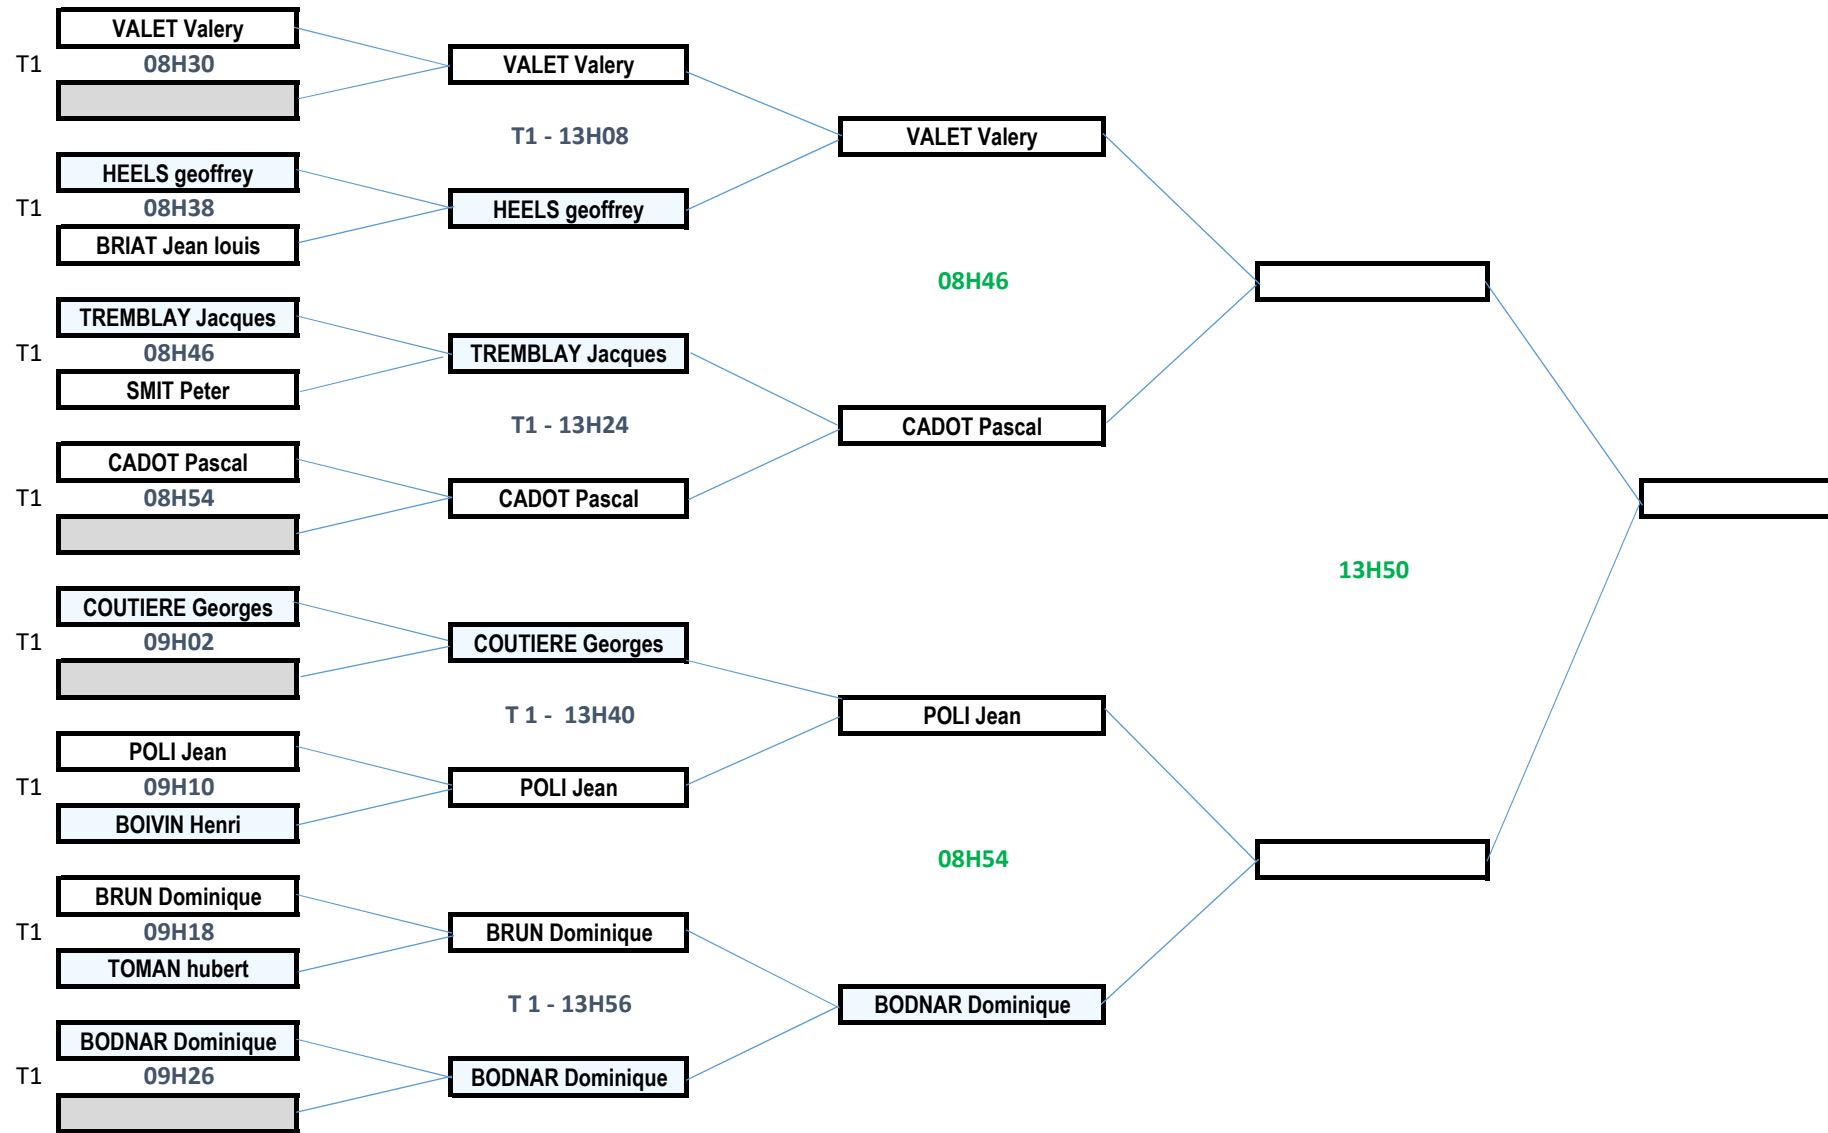 VALET Valery
T1 08H30
HEELS geoffrey
T1 08H38
BRIAT Jean louis
TREMBLAY Jacques
T1 08H46
SMIT Peter
CADOT Pascal
T1 08H54
COUTIERE Georges
T1 09H02
POLI Jean
T1 09H10
BOIVIN Henri
BRUN Dominique
T1 09H18
TOMAN hubert
BODNAR Dominique
T1 09H26
VALET Valery
T1 - 13H08
HEELS geoffrey
TREMBLAY Jacques
T1 - 13H24
CADOT Pascal
COUTIERE Georges
T 1 - 13H40
POLI Jean
BRUN Dominique
T 1 - 13H56
BODNAR Dominique
VALET Valery
08H46
CADOT Pascal
POLI Jean
08H54
BODNAR Dominique
13H50